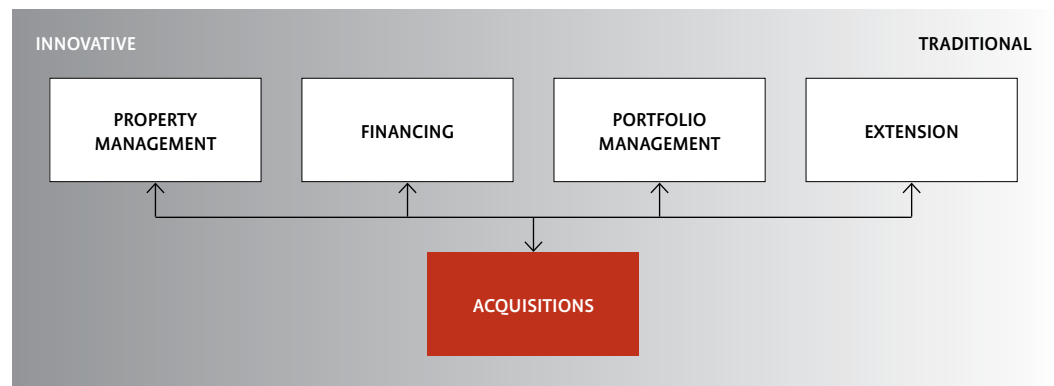 INNOVATIVE
TRADITIONAL
PROPERTY
MANAGEMENT
FINANCING
PORTFOLIO
MANAGEMENT
EXTENSION
ACQUISITIONS